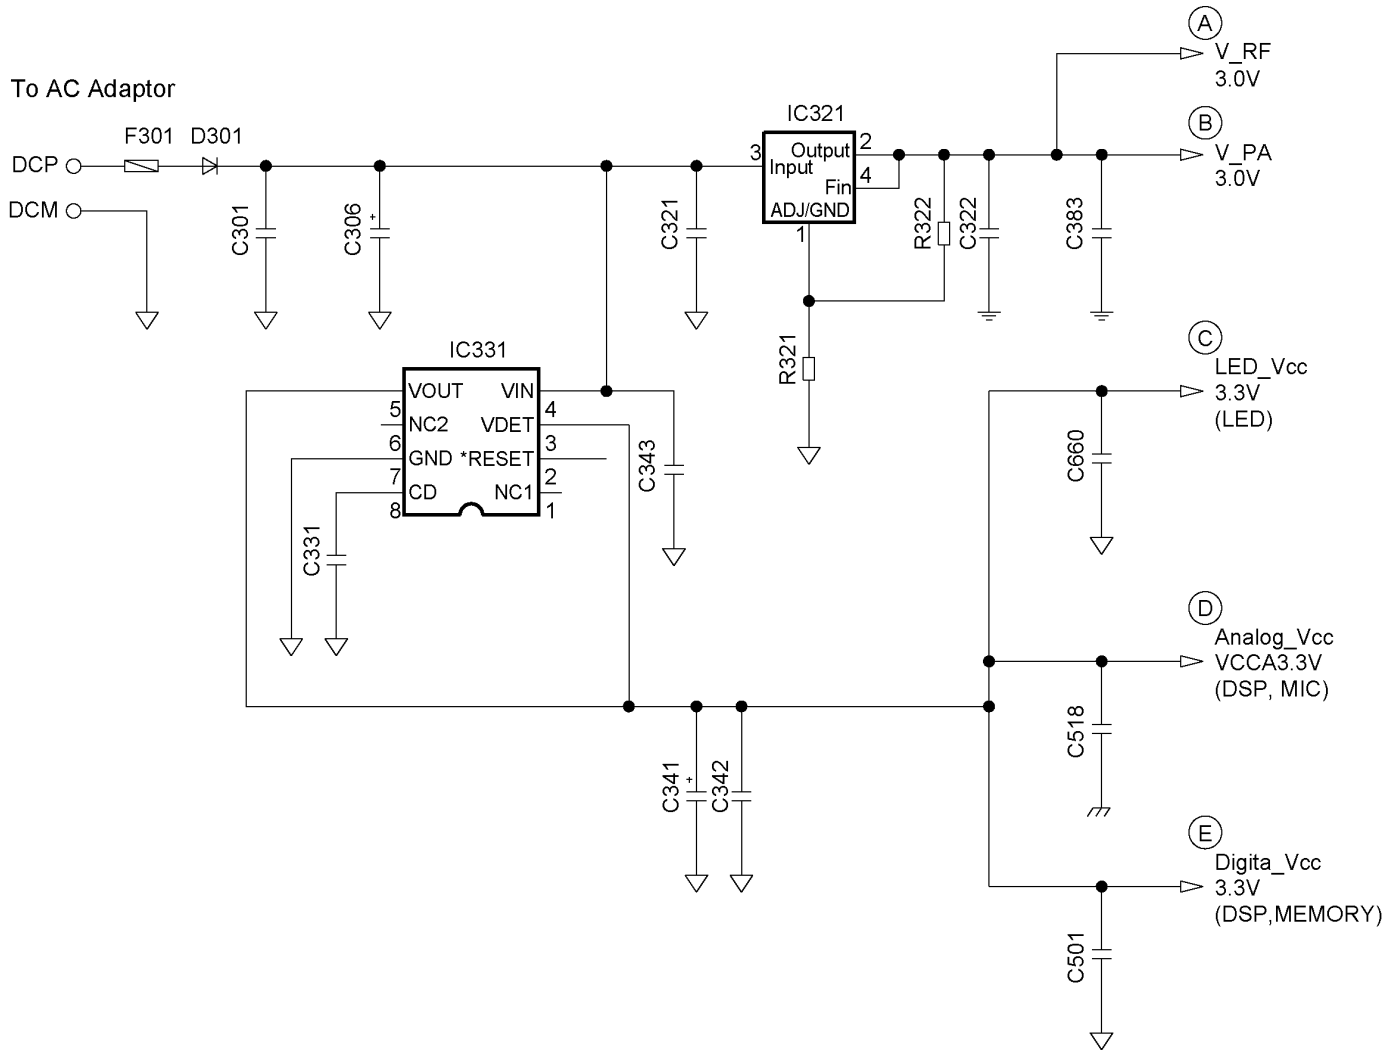 To AC Adaptor
DCP
F301
D301
DCM
C301
C306
+
C321
IC321
3
Input
Output
2
Fin
4
ADJ/GND
1
R322
C322
C383
R321
A
V_RF
3.0V
B
V_PA
3.0V
IC331
VOUT
VIN
5
4
NC2
VDET
6
3
GND
*RESET
7
2
CD
NC1
8
1
C343
C331
C341
+
C342
C
LED_Vcc
3.3V
(LED)
C660
D
Analog_Vcc
VCCA3.3V
(DSP, MIC)
C518
E
Digita_Vcc
3.3V
(DSP,MEMORY)
C501